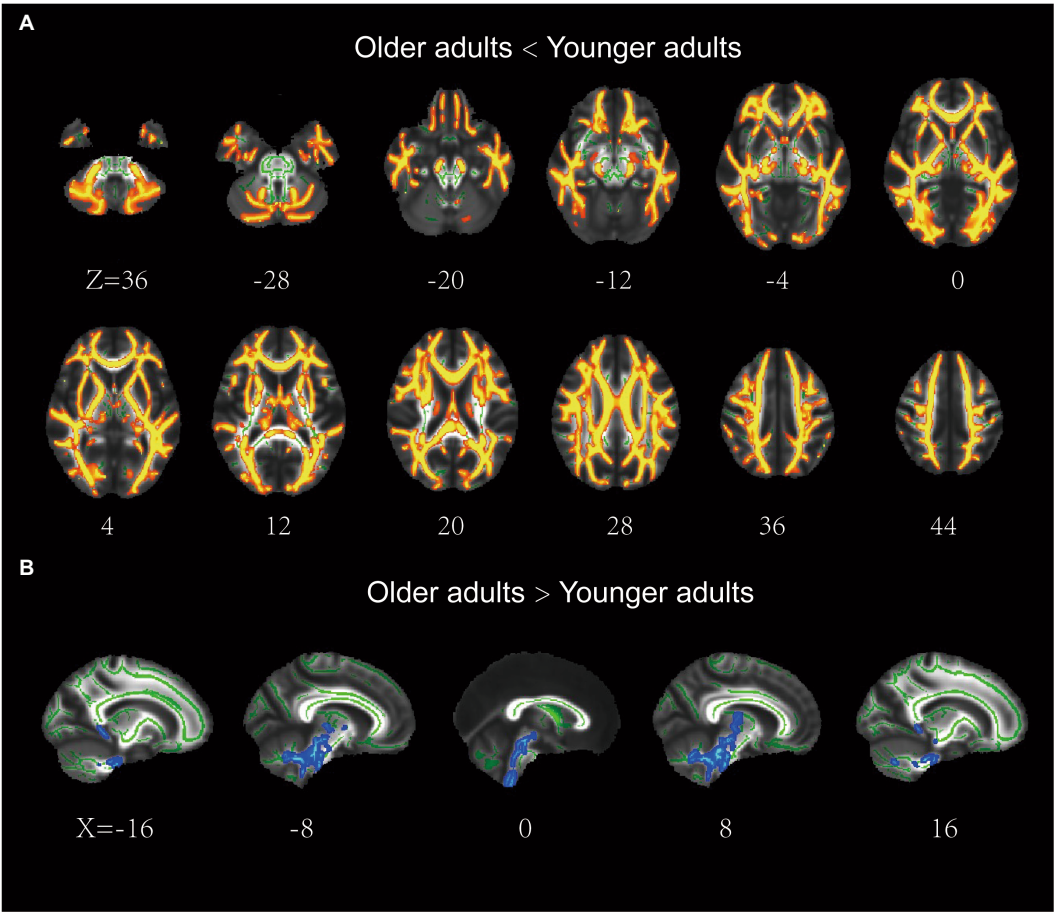 A
Older adults < Younger adults
Z=36 -28 -20 -12 -4 0
4 12 20 28 36 44
B
Older adults > Younger adults
X=-16 -8 0 8 16